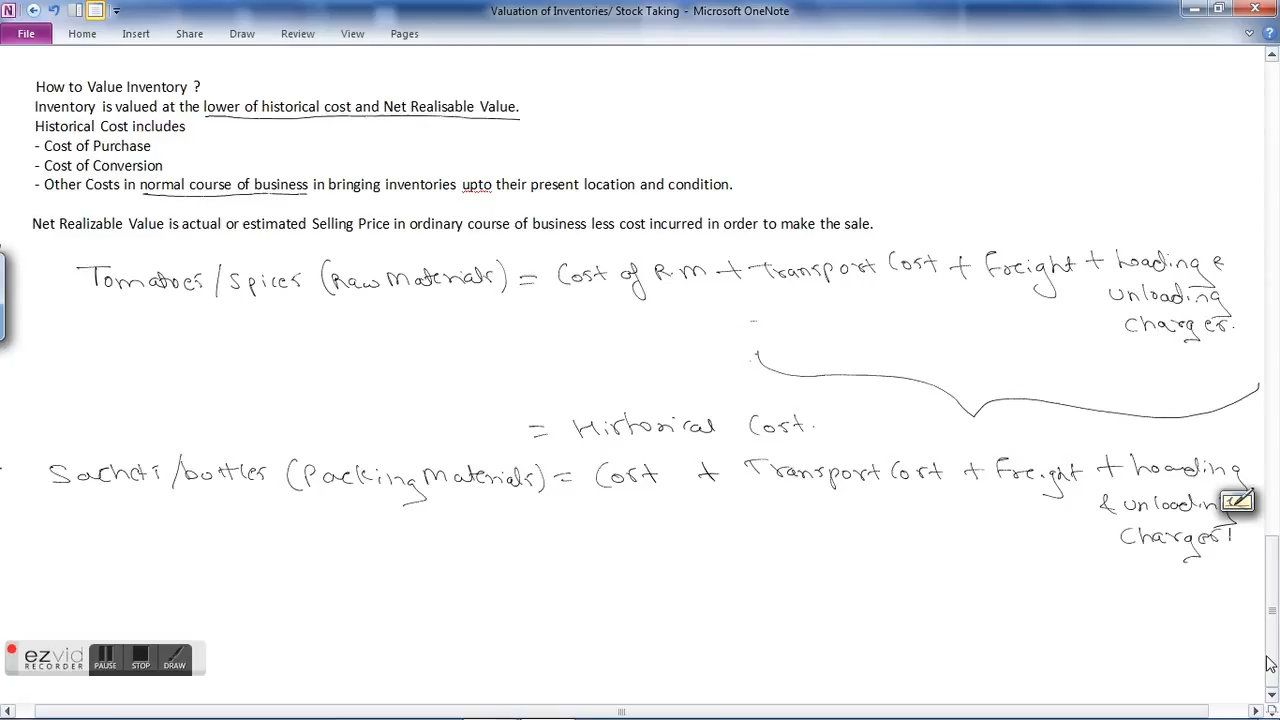 Valuation of Inventories/ Stock Taking - Microsoft OneNote
File Home Insert Share Draw Review View Pages
How to Value Inventory ?
Inventory is valued at the lower of historical cost and Net Realisable Value.
Historical Cost includes
- Cost of Purchase
- Cost of Conversion
- Other Costs in normal course of business in bringing inventories upto their present location and condition.
Net Realizable Value is actual or estimated Selling Price in ordinary course of business less cost incurred in order to make the sale.
Tomatoes/Spices (Raw Materials) = Cost of R.M + Transport Cost + Freight + Loading &
unloading
charges.
= Historical Cost.
Sachets/bottles (Packing Materials) = Cost + Transport Cost + Freight + Loading
& unloading
charges
ezvid
RECORDER
PAUSE STOP DRAW